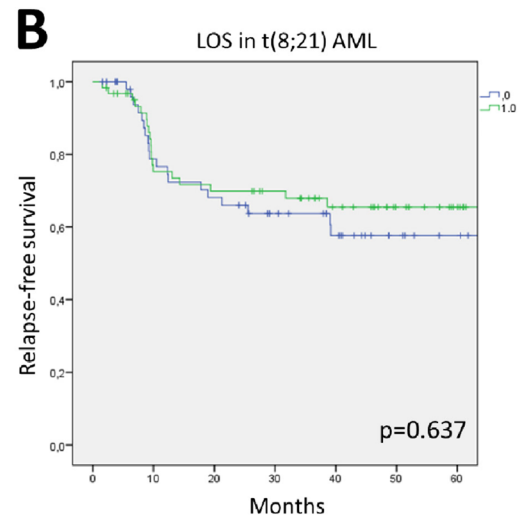 B
LOS in t(8;21) AML
,0
1.0
Relapse-free survival
1,0
0,8
0,6
0,4
0,2
0,0
p=0.637
0 10 20 30 40 50 60
Months